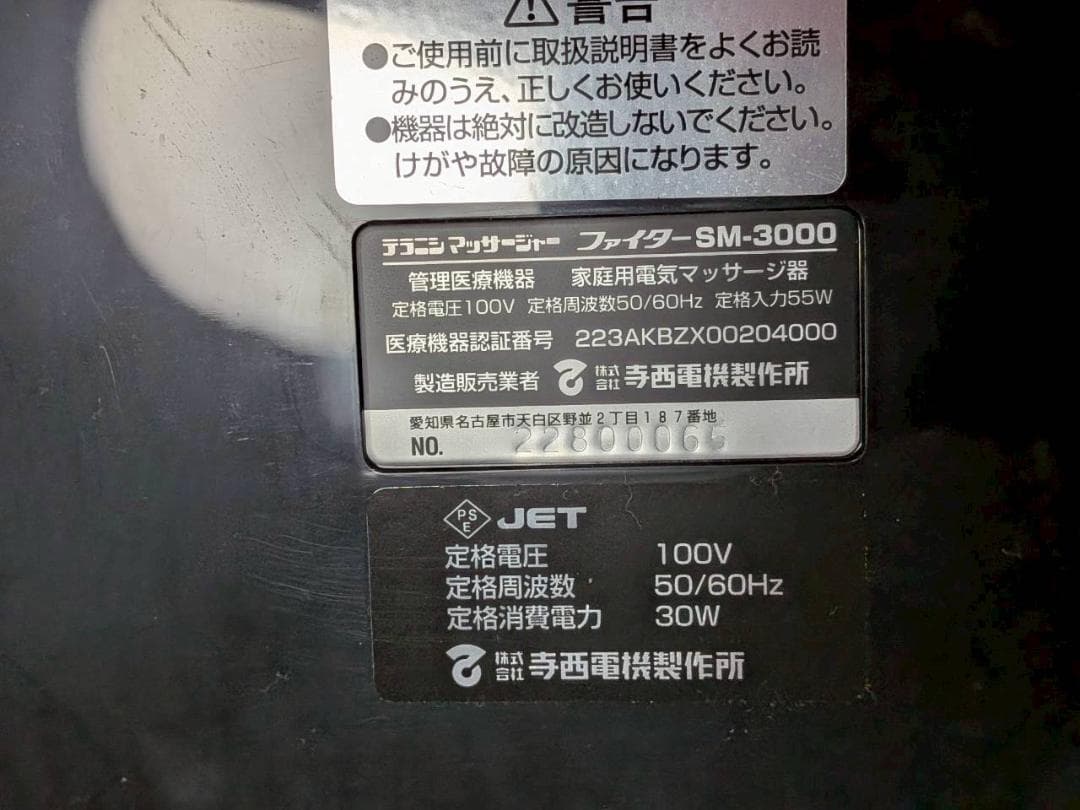 警告
●ご使用前に取扱説明書をよくお読
みのうえ、正しくお使いください。
●機器は絶対に改造しないでください。
けがや故障の原因になります。
テラニシ マッサージャー ファイター SM-3000
管理医療機器 家庭用電気マッサージ器
定格電圧100V 定格周波数50/60Hz 定格入力55W
医療機器認証番号 223AKBZX00204000
製造販売業者 株式会社 寺西電機製作所
愛知県名古屋市天白区野並2丁目187番地
NO. 22800065
PSE JET
定格電圧 100V
定格周波数 50/60Hz
定格消費電力 30W
株式会社 寺西電機製作所